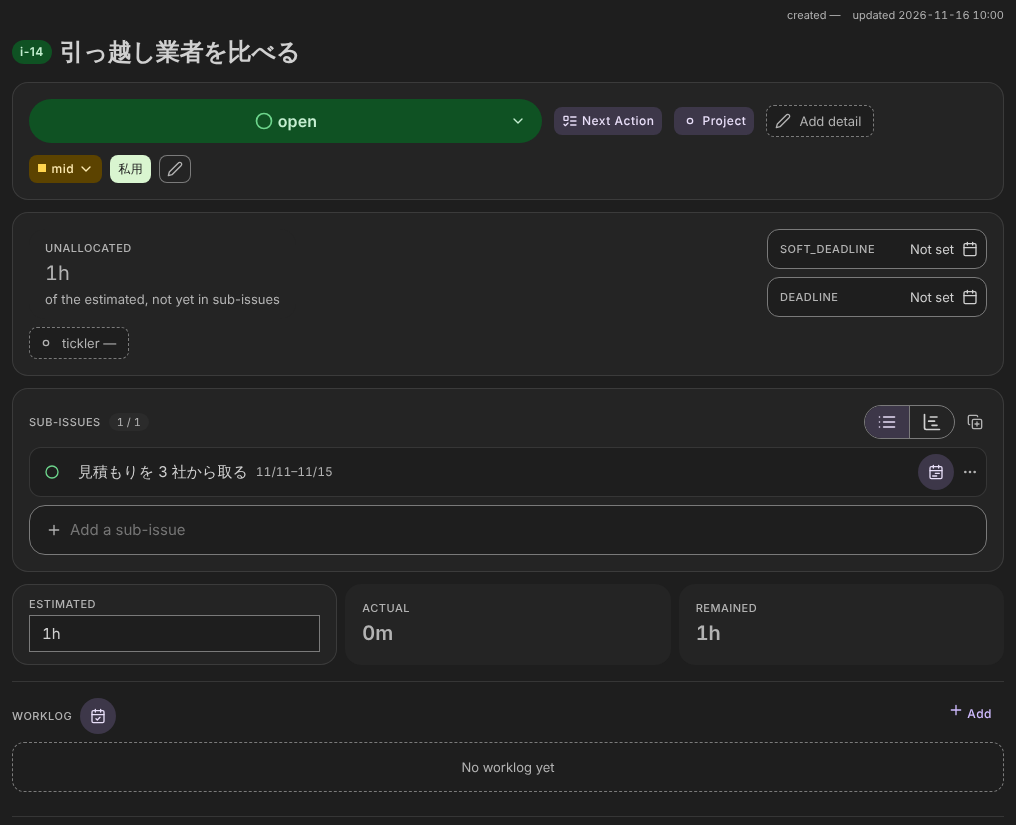 created — updated 2026-11-16 10:00
i-14 引っ越し業者を比べる
open
Next Action
Project
Add detail
mid
私用
UNALLOCATED
1h
of the estimated, not yet in sub-issues
SOFT_DEADLINE Not set
DEADLINE Not set
tickler —
SUB-ISSUES 1 / 1
見積もりを 3 社から取る 11/11–11/15
Add a sub-issue
ESTIMATED
1h
ACTUAL
0m
REMAINED
1h
WORKLOG
Add
No worklog yet